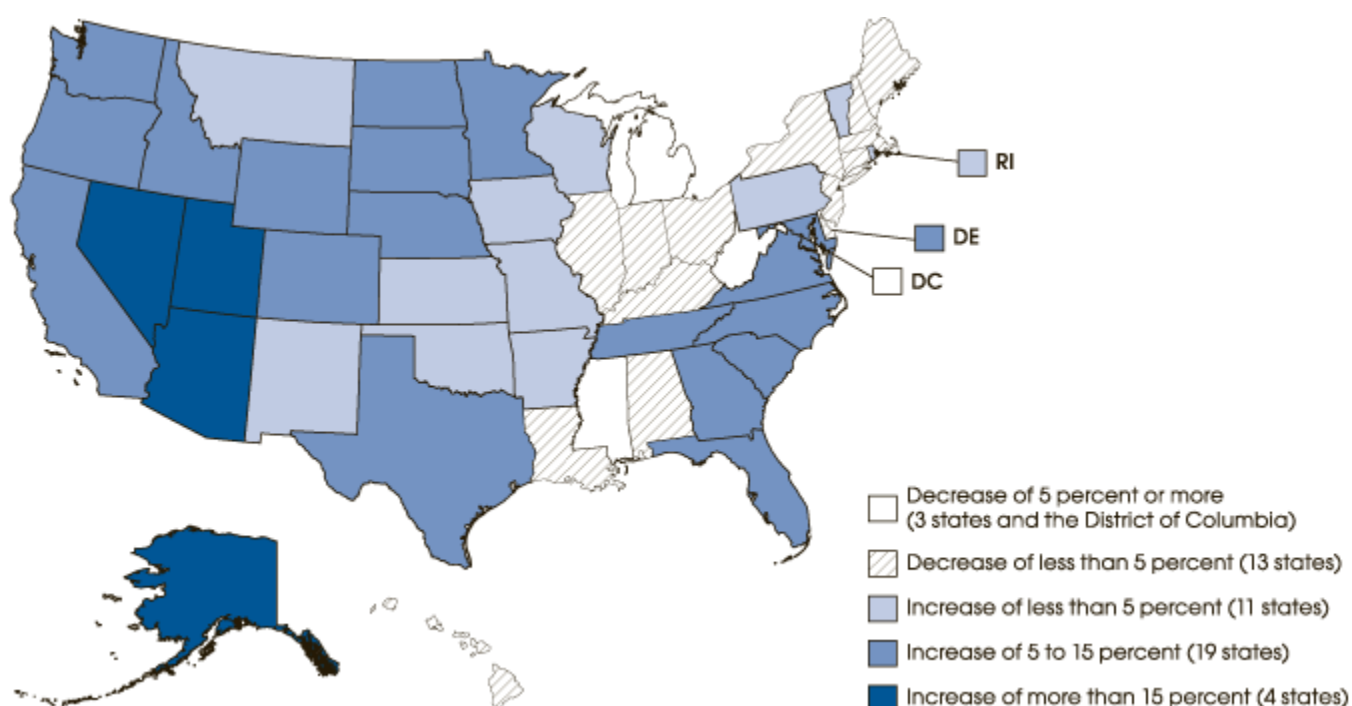 RI
DE
DC
Decrease of 5 percent or more
(3 states and the District of Columbia)
Decrease of less than 5 percent (13 states)
Increase of less than 5 percent (11 states)
Increase of 5 to 15 percent (19 states)
Increase of more than 15 percent (4 states)